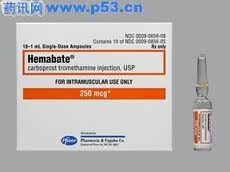 药讯网 www.p53.cn
NDC 0009-0856-08
10-1 mL Single-Dose Ampoules
Contains 10 of NDC 0009-0856-05
Rx only
Hemabate®
carboprost tromethamine injection, USP
FOR INTRAMUSCULAR USE ONLY
250 mcg*
Pfizer
Pharmacia & Upjohn Co